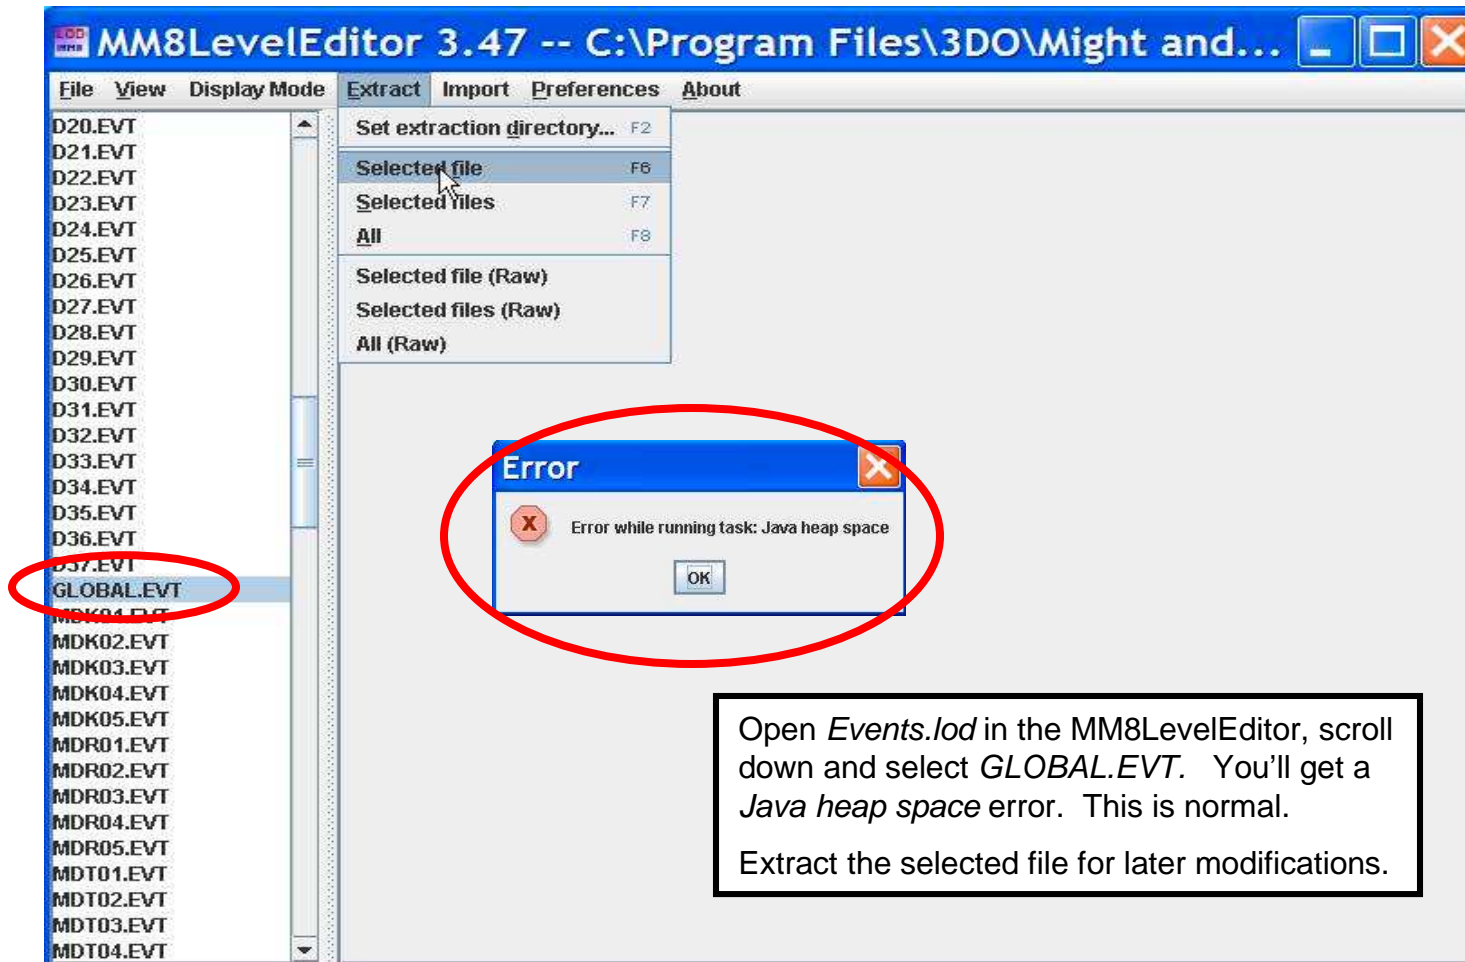 LOD
MM8
MM8LevelEditor 3.47 -- C:\Program Files\3DO\Might and...
File View Display Mode Extract Import Preferences About
D20.EVT
D21.EVT
D22.EVT
D23.EVT
D24.EVT
D25.EVT
D26.EVT
D27.EVT
D28.EVT
D29.EVT
D30.EVT
D31.EVT
D32.EVT
D33.EVT
D34.EVT
D35.EVT
D36.EVT
D37.EVT
GLOBAL.EVT
MDK01.EVT
MDK02.EVT
MDK03.EVT
MDK04.EVT
MDK05.EVT
MDR01.EVT
MDR02.EVT
MDR03.EVT
MDR04.EVT
MDR05.EVT
MDT01.EVT
MDT02.EVT
MDT03.EVT
MDT04.EVT
Set extraction directory... F2
Selected file F6
Selected files F7
All F8
Selected file (Raw)
Selected files (Raw)
All (Raw)
Error
Error while running task: Java heap space
OK
Open Events.lod in the MM8LevelEditor, scroll
down and select GLOBAL.EVT. You'll get a
Java heap space error. This is normal.
Extract the selected file for later modifications.